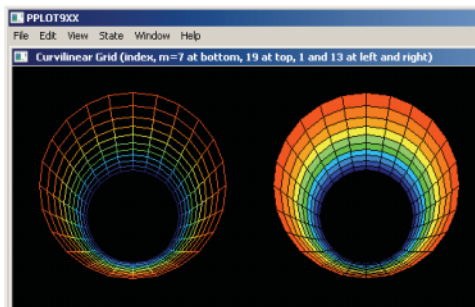 PPLOT9XX
File Edit View State Window Help
Curvilinear Grid (index, m=7 at bottom, 19 at top, 1 and 13 at left and right)